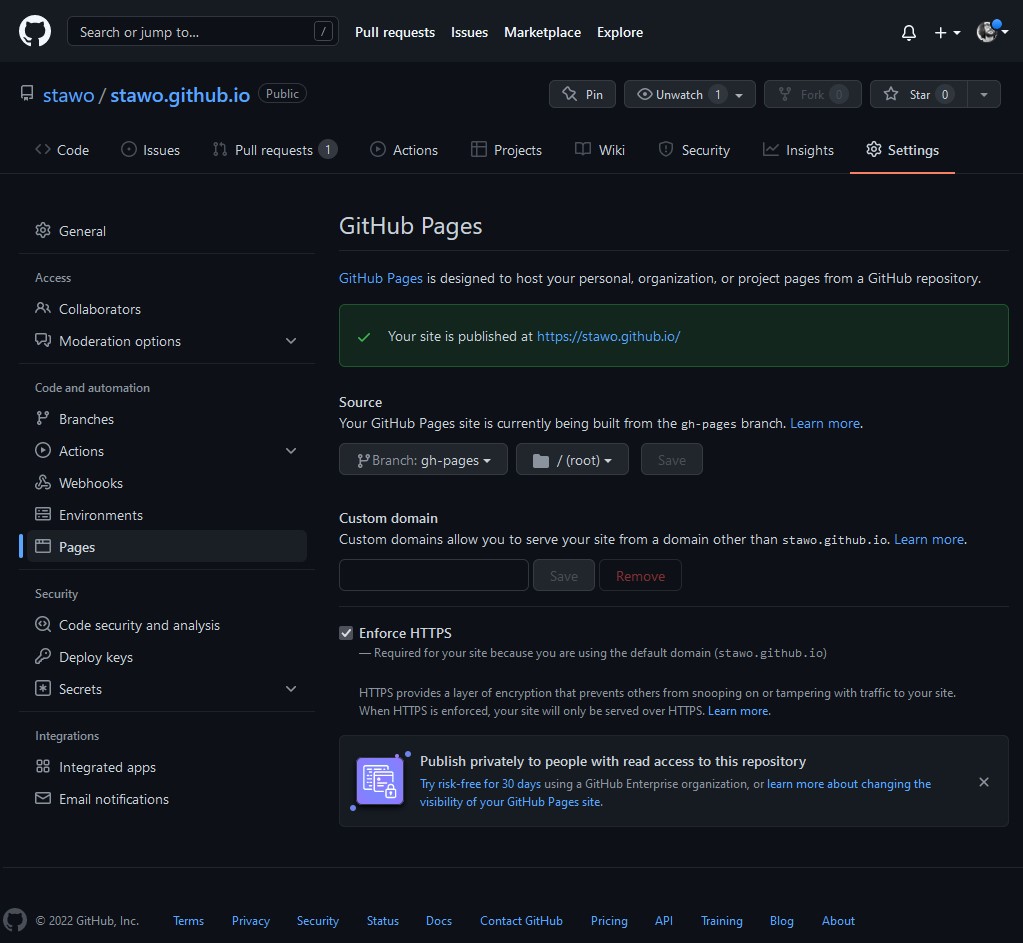 Search or jump to... /
Pull requests Issues Marketplace Explore
stawo / stawo.github.io Public
Pin Unwatch 1 Fork 0 Star 0
Code Issues Pull requests 1 Actions Projects Wiki Security Insights Settings
General
Access
Collaborators
Moderation options
Code and automation
Branches
Actions
Webhooks
Environments
Pages
Security
Code security and analysis
Deploy keys
Secrets
Integrations
Integrated apps
Email notifications
GitHub Pages
GitHub Pages is designed to host your personal, organization, or project pages from a GitHub repository.
Your site is published at https://stawo.github.io/
Source
Your GitHub Pages site is currently being built from the gh-pages branch. Learn more.
Branch: gh-pages / (root) Save
Custom domain
Custom domains allow you to serve your site from a domain other than stawo.github.io. Learn more.
Save Remove
Enforce HTTPS
— Required for your site because you are using the default domain (stawo.github.io)
HTTPS provides a layer of encryption that prevents others from snooping on or tampering with traffic to your site.
When HTTPS is enforced, your site will only be served over HTTPS. Learn more.
Publish privately to people with read access to this repository
Try risk-free for 30 days using a GitHub Enterprise organization, or learn more about changing the
visibility of your GitHub Pages site.
© 2022 GitHub, Inc. Terms Privacy Security Status Docs Contact GitHub Pricing API Training Blog About